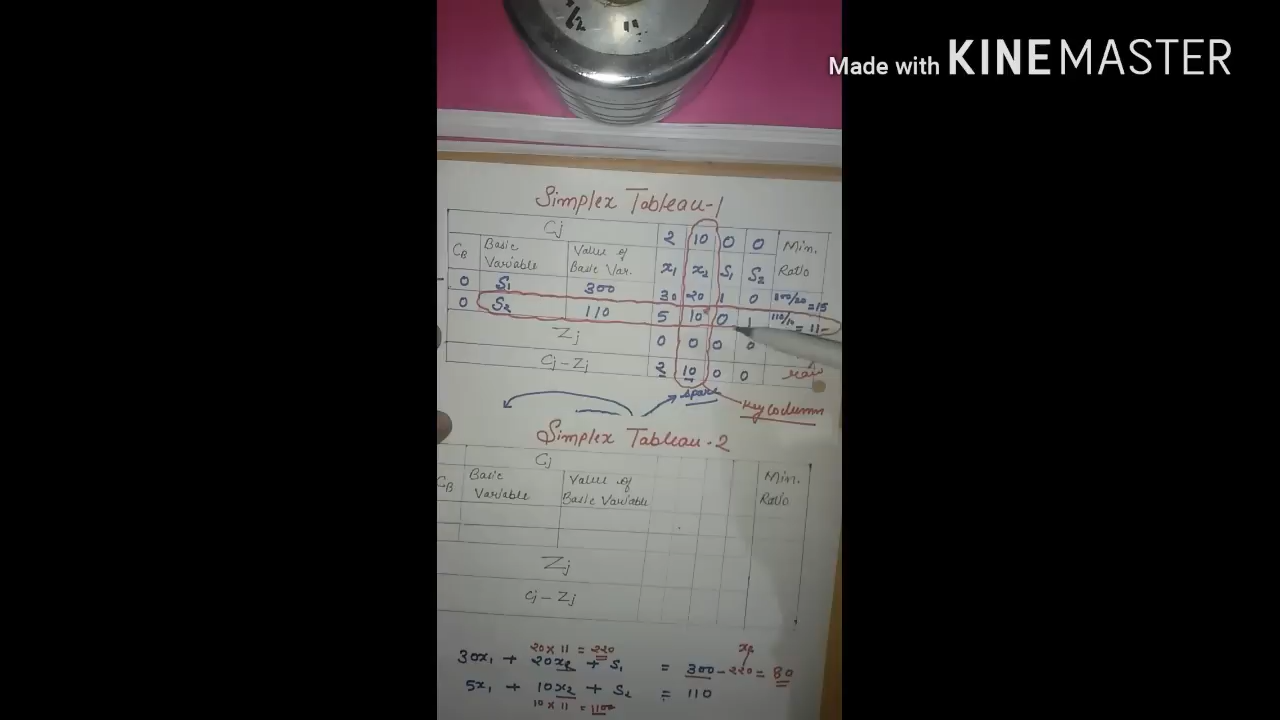 Made with KINEMASTER
Simplex Tableau-1
Cj 2 10 0 0 Min. Ratio
CB Basic Variable Value of Basic Var. x₁ x₂ S₁ S₂
0 S₁ 300 30 20 1 0 300/20 = 15
0 S₂ 110 5 10 0 1 110/10 = 11
Zj 0 0 0 0
Cj - Zj 2 10 0 0
Key Column
Simplex Tableau-2
Cj
CB Basic Variable Value of Basic Variable Min. Ratio
Zj
Cj - Zj
20 x 11 = 220
30x₁ + 20x₂ + S₁ = 300 - 220 = 80
5x₁ + 10x₂ + S₂ = 110